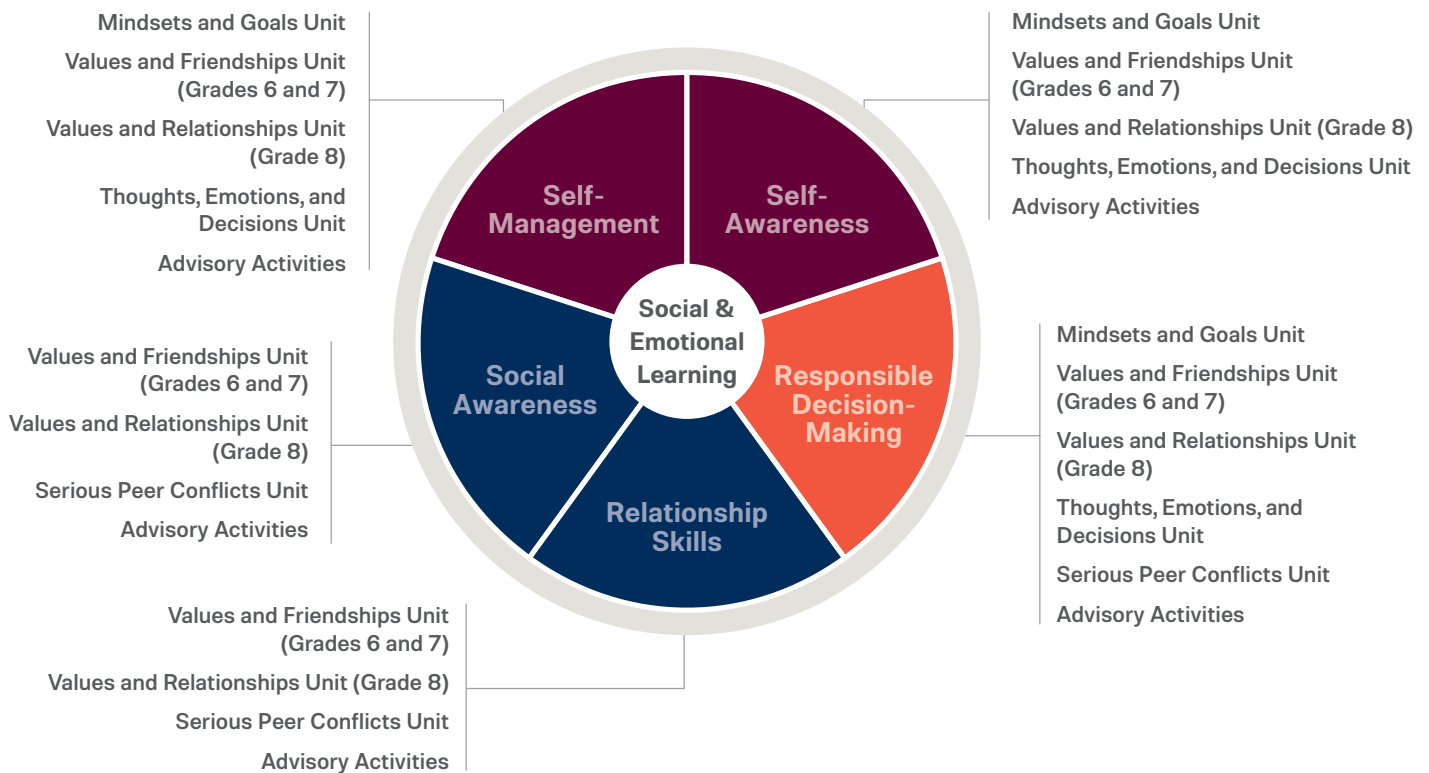 Mindsets and Goals Unit
Values and Friendships Unit
(Grades 6 and 7)
Values and Relationships Unit
(Grade 8)
Thoughts, Emotions, and
Decisions Unit
Advisory Activities
Mindsets and Goals Unit
Values and Friendships Unit
(Grades 6 and 7)
Values and Relationships Unit (Grade 8)
Thoughts, Emotions, and Decisions Unit
Advisory Activities
Self-
Management
Self-
Awareness
Social &
Emotional
Learning
Social
Awareness
Responsible
Decision-
Making
Relationship
Skills
Values and Friendships Unit
(Grades 6 and 7)
Values and Relationships Unit
(Grade 8)
Serious Peer Conflicts Unit
Advisory Activities
Mindsets and Goals Unit
Values and Friendships Unit
(Grades 6 and 7)
Values and Relationships Unit
(Grade 8)
Thoughts, Emotions, and
Decisions Unit
Serious Peer Conflicts Unit
Advisory Activities
Values and Friendships Unit
(Grades 6 and 7)
Values and Relationships Unit (Grade 8)
Serious Peer Conflicts Unit
Advisory Activities